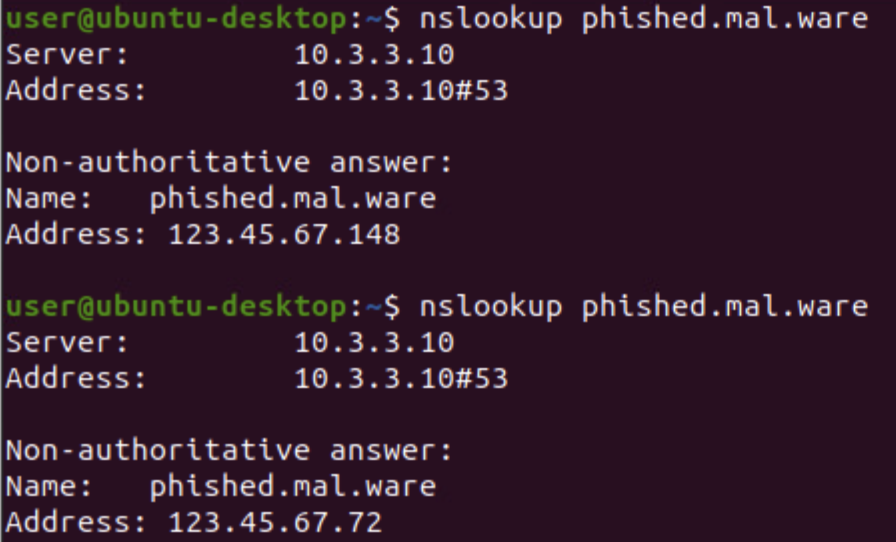 user@ubuntu-desktop:~$ nslookup phished.mal.ware
Server:         10.3.3.10
Address:        10.3.3.10#53
Non-authoritative answer:
Name:   phished.mal.ware
Address: 123.45.67.148
user@ubuntu-desktop:~$ nslookup phished.mal.ware
Server:         10.3.3.10
Address:        10.3.3.10#53
Non-authoritative answer:
Name:   phished.mal.ware
Address: 123.45.67.72